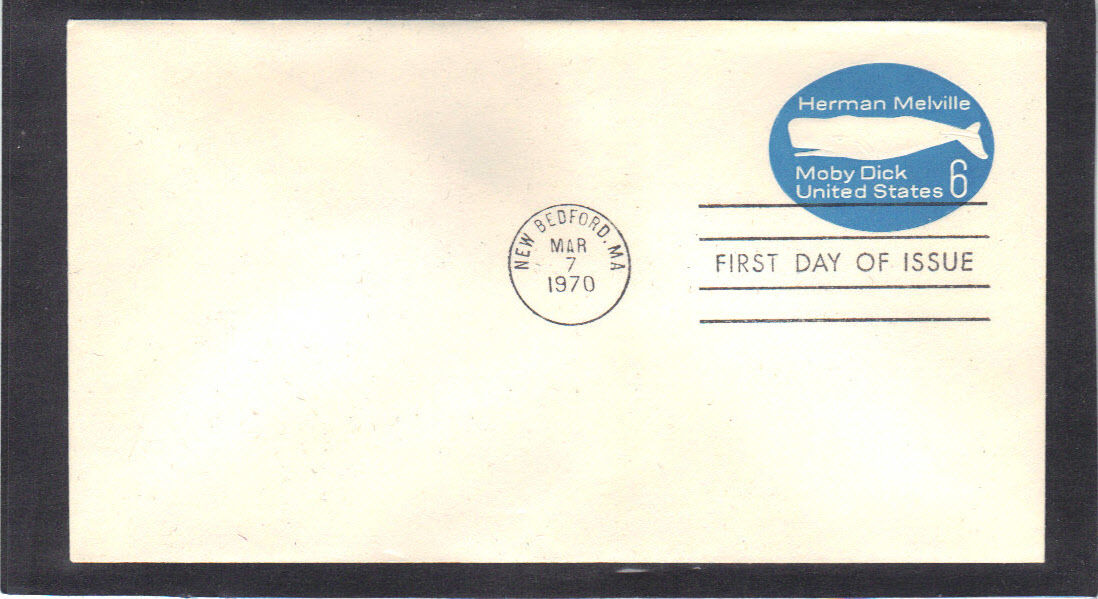 Herman Melville
Moby Dick
United States 6
NEW BEDFORD, MA
MAR
7
1970
FIRST DAY OF ISSUE